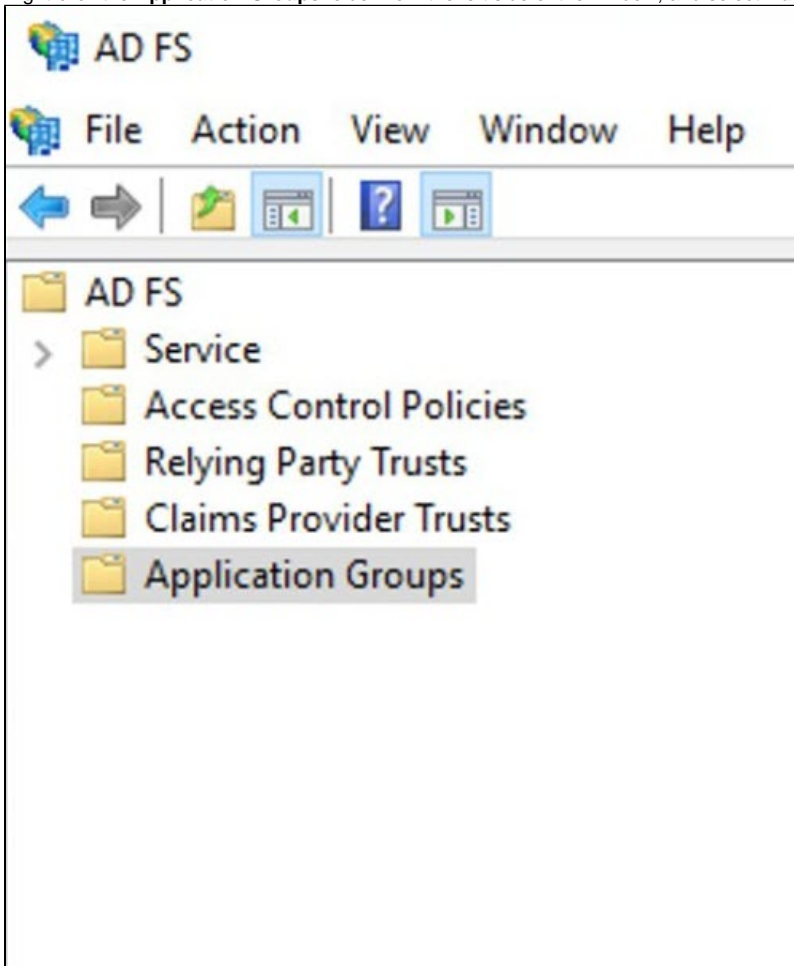 AD FS
File Action View Window Help
AD FS
Service
Access Control Policies
Relying Party Trusts
Claims Provider Trusts
Application Groups